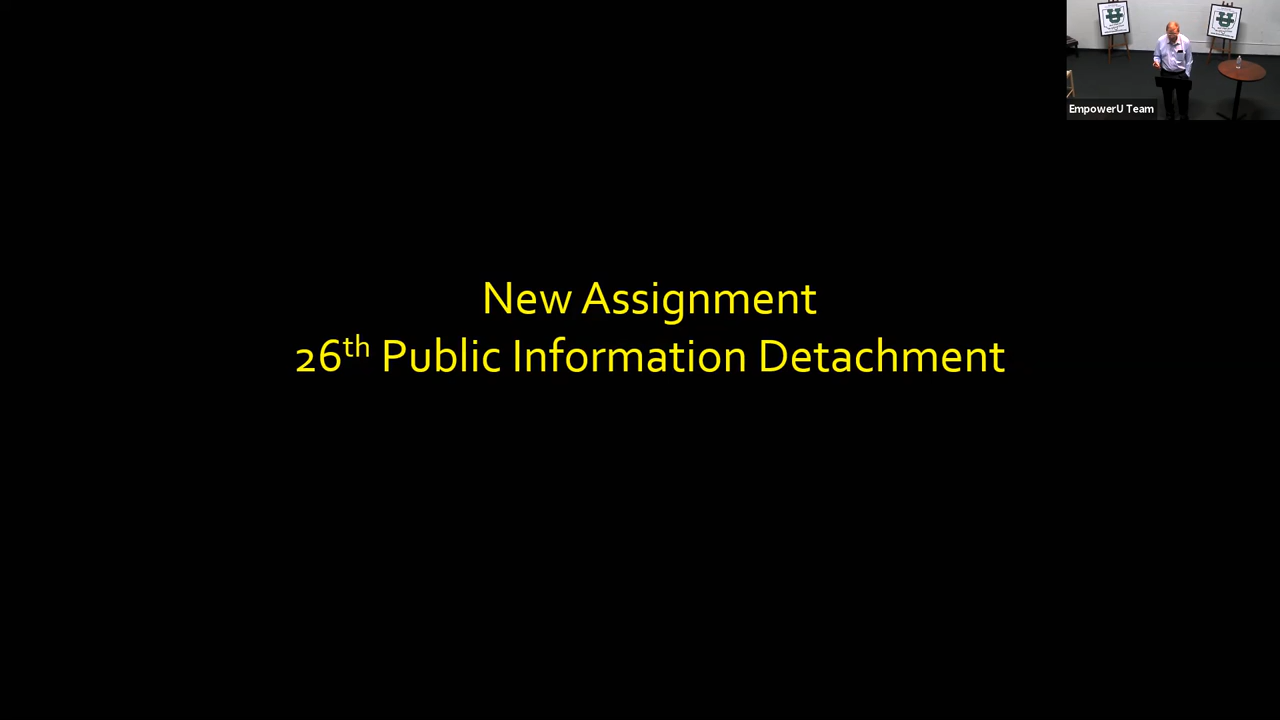 EmpowerU Team
New Assignment
26th Public Information Detachment